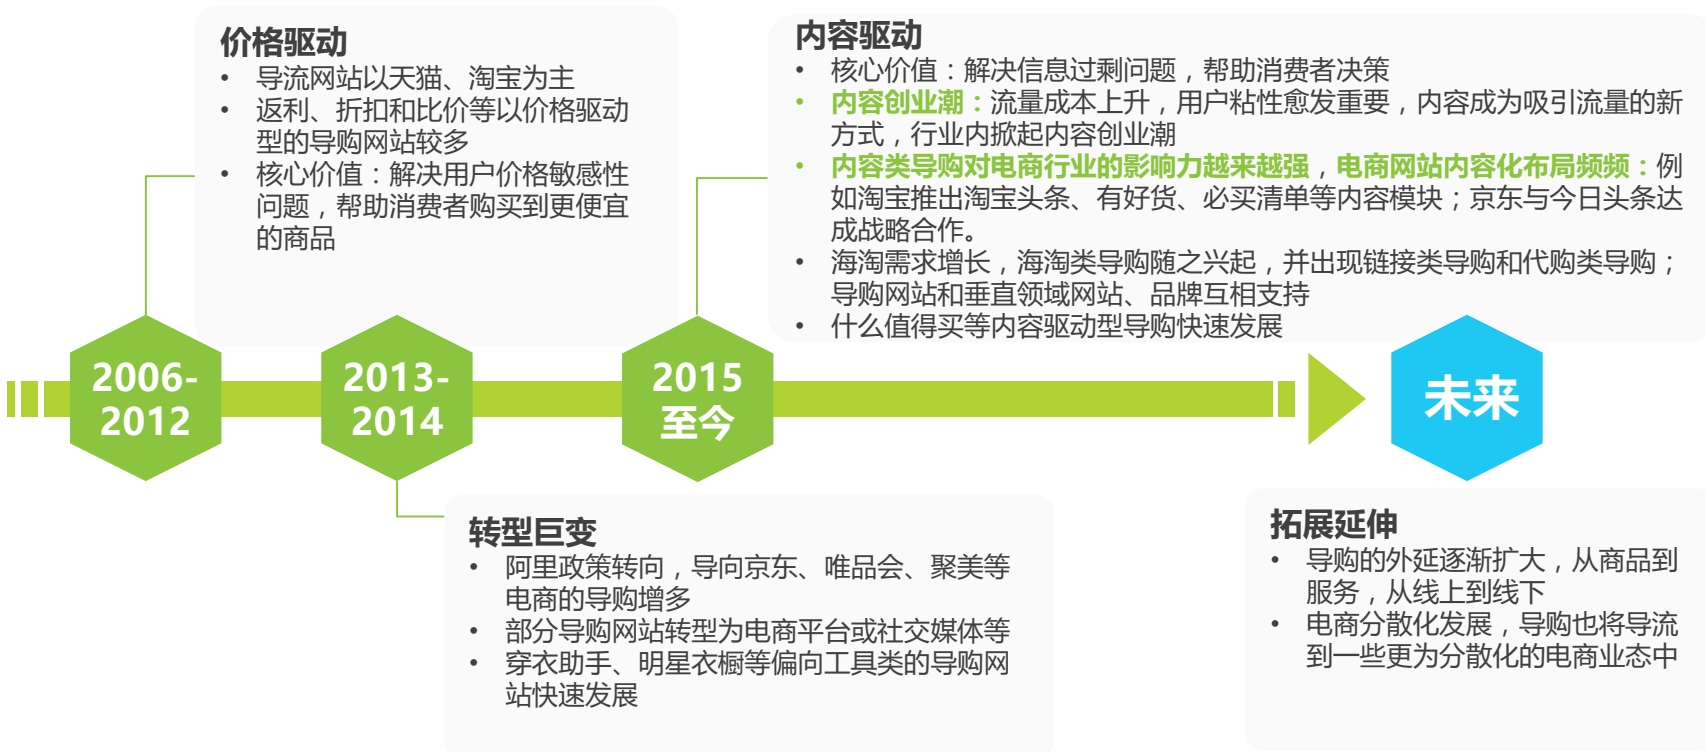 价格驱动
• 导流网站以天猫、淘宝为主
• 返利、折扣和比价等以价格驱动
型的导购网站较多
• 核心价值：解决用户价格敏感性
问题，帮助消费者购买到更便宜
的商品
内容驱动
• 核心价值：解决信息过剩问题，帮助消费者决策
• 内容创业潮：流量成本上升，用户粘性愈发重要，内容成为吸引流量的新
方式，行业内掀起内容创业潮
• 内容类导购对电商行业的影响力越来越强，电商网站内容化布局频频：例
如淘宝推出淘宝头条、有好货、必买清单等内容模块；京东与今日头条达
成战略合作。
• 海淘需求增长，海淘类导购随之兴起，并出现链接类导购和代购类导购；
导购网站和垂直领域网站、品牌互相支持
• 什么值得买等内容驱动型导购快速发展
2006-
2012
2013-
2014
2015
至今
未来
转型巨变
• 阿里政策转向，导向京东、唯品会、聚美等
电商的导购增多
• 部分导购网站转型为电商平台或社交媒体等
• 穿衣助手、明星衣橱等偏向工具类的导购网
站快速发展
拓展延伸
• 导购的外延逐渐扩大，从商品到
服务，从线上到线下
• 电商分散化发展，导购也将导流
到一些更为分散化的电商业态中